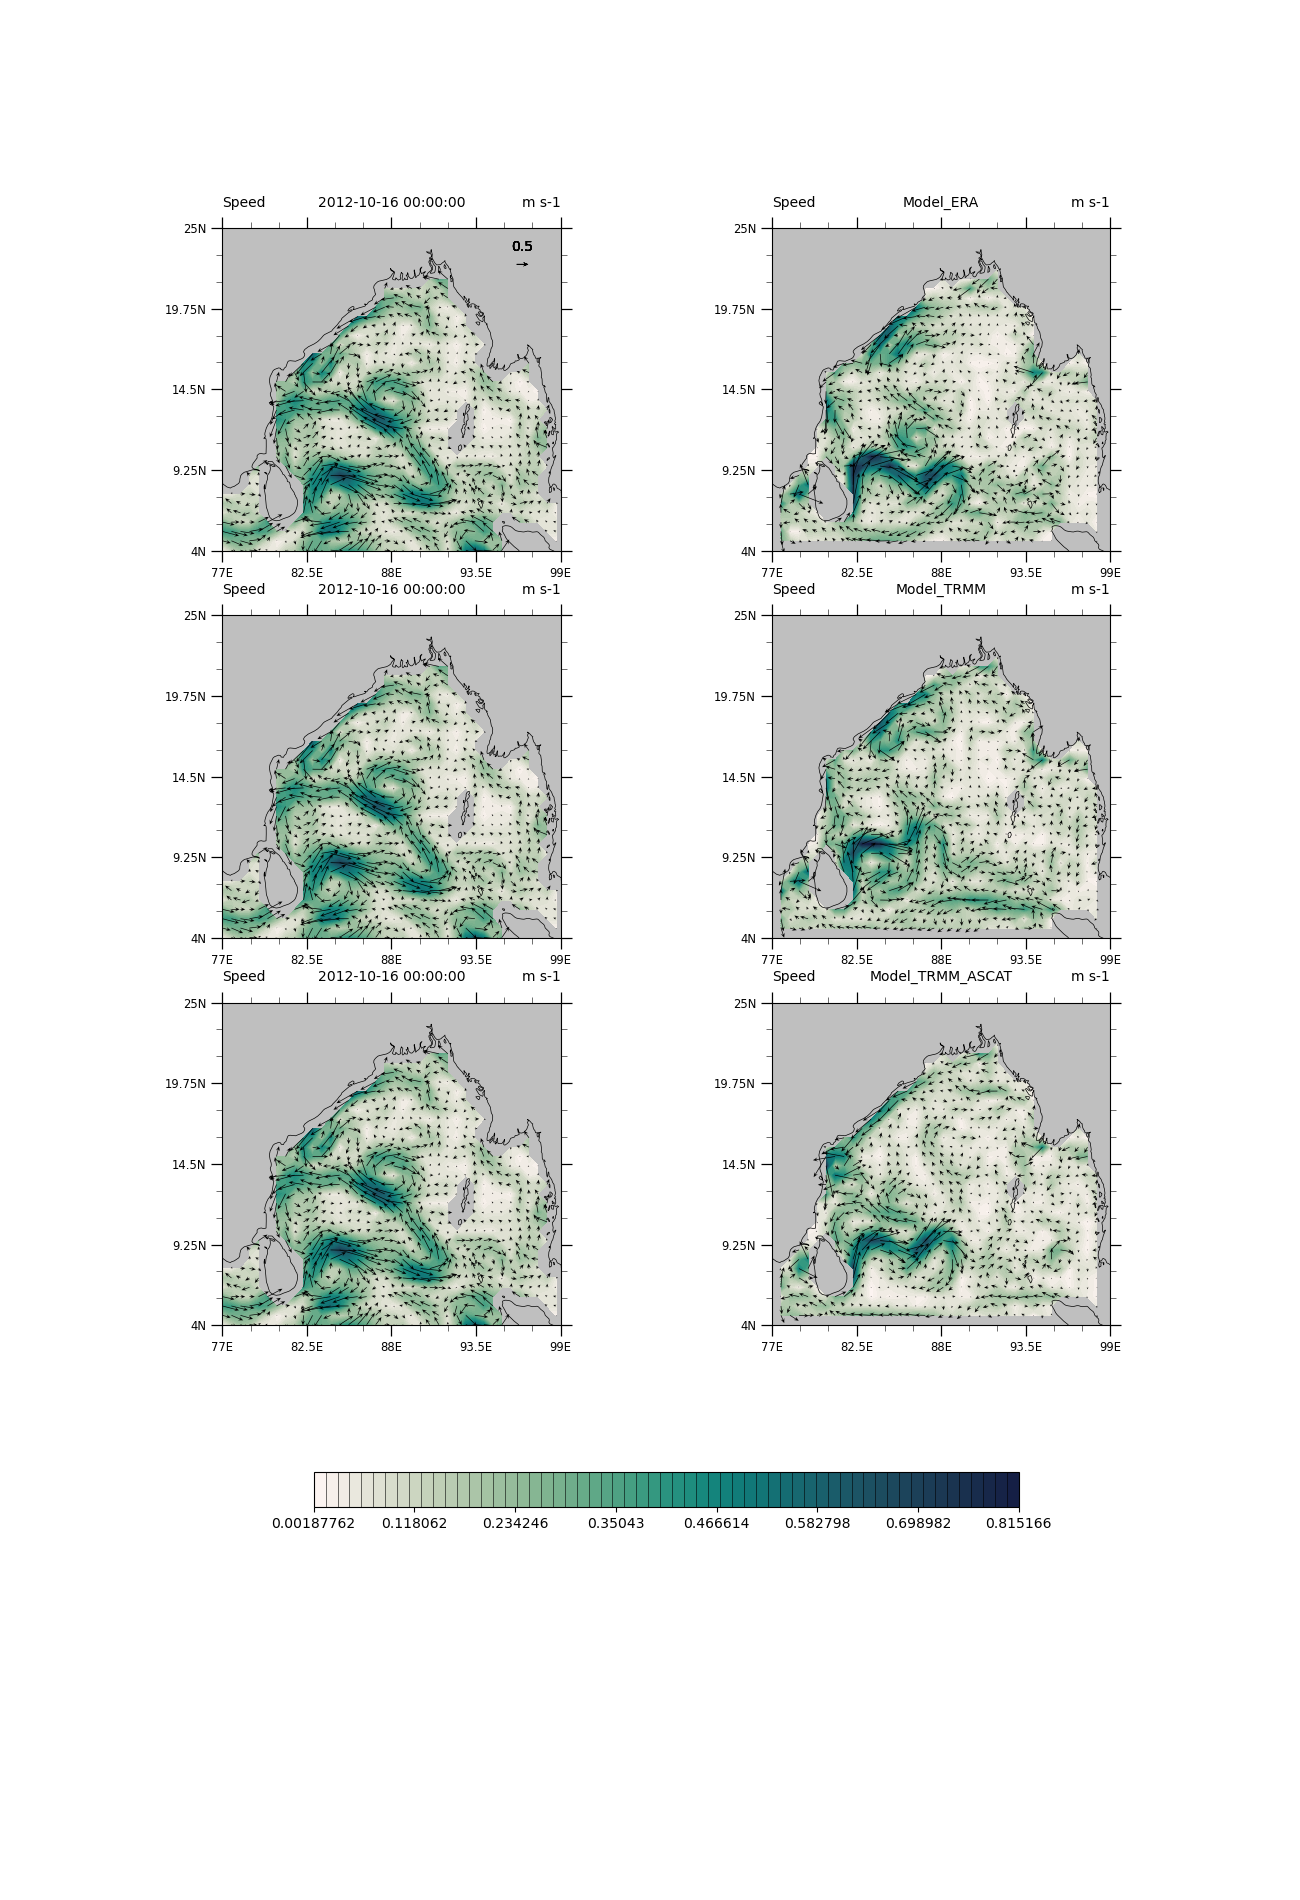 Speed 2012-10-16 00:00:00 m s-1 Speed Model_ERA m s-1
25N 25N
0.5
19.75N 19.75N
14.5N 14.5N
9.25N 9.25N
4N 4N
77E 82.5E 88E 93.5E 99E 77E 82.5E 88E 93.5E 99E
Speed 2012-10-16 00:00:00 m s-1 Speed Model_TRMM m s-1
25N 25N
19.75N 19.75N
14.5N 14.5N
9.25N 9.25N
4N 4N
77E 82.5E 88E 93.5E 99E 77E 82.5E 88E 93.5E 99E
Speed 2012-10-16 00:00:00 m s-1 Speed Model_TRMM_ASCAT m s-1
25N 25N
19.75N 19.75N
14.5N 14.5N
9.25N 9.25N
4N 4N
77E 82.5E 88E 93.5E 99E 77E 82.5E 88E 93.5E 99E
0.00187762 0.118062 0.234246 0.35043 0.466614 0.582798 0.698982 0.815166